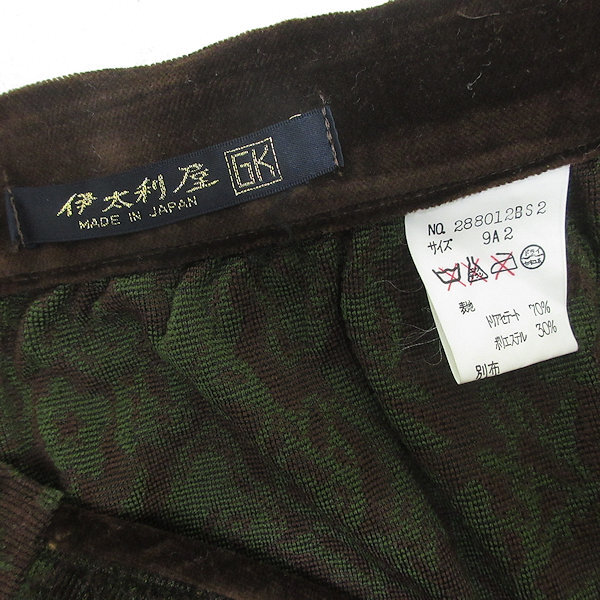 伊太利屋 GK
MADE IN JAPAN
NO. 288012BS2
サイズ 9A2
表地
トリアセテート 70%
ポリエステル 30%
別布